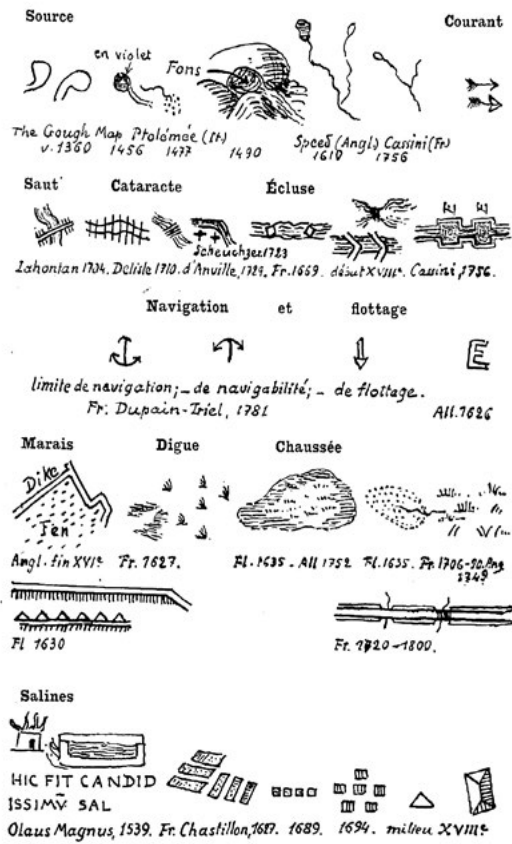 Source Courant
en violet
Fons
The Gough Map Ptolémée (It.) Speed (Angl.) Cassini (Fr.)
v. 1360 1456 1477 1490 1610 1756
Saut Cataracte Écluse
Scheuchzer 1723
Lahontan 1704. Delisle 1710. d'Anville, 1729. Fr. 1669. début XVIIIe. Cassini, 1756.
Navigation et flottage
E
limite de navigation; – de navigabilité; – de flottage.
Fr. Dupain-Triel, 1781 All. 1626
Marais Digue Chaussée
Dike
Fen
Angl. fin XVIe Fr. 1627. Fl. 1635. All 1752 Fl. 1635. Fr. 1706-20. Ang
1749
Fl 1630 Fr. 1720-1800.
Salines
HIC FIT CANDID
ISSIMV̄ SAL
Olaus Magnus, 1539. Fr. Chastillon, 1689. 1694. milieu XVIIIe